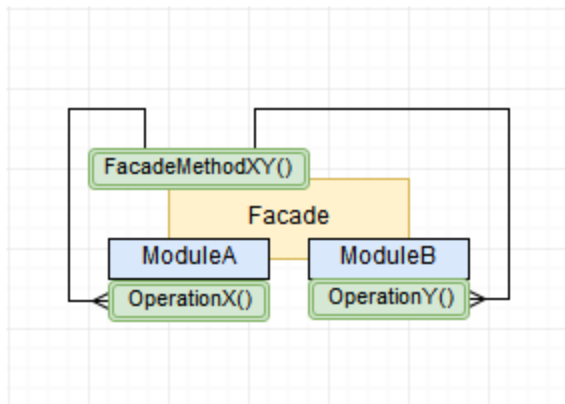 FacadeMethodXY()
Facade
ModuleA
ModuleB
OperationX()
OperationY()